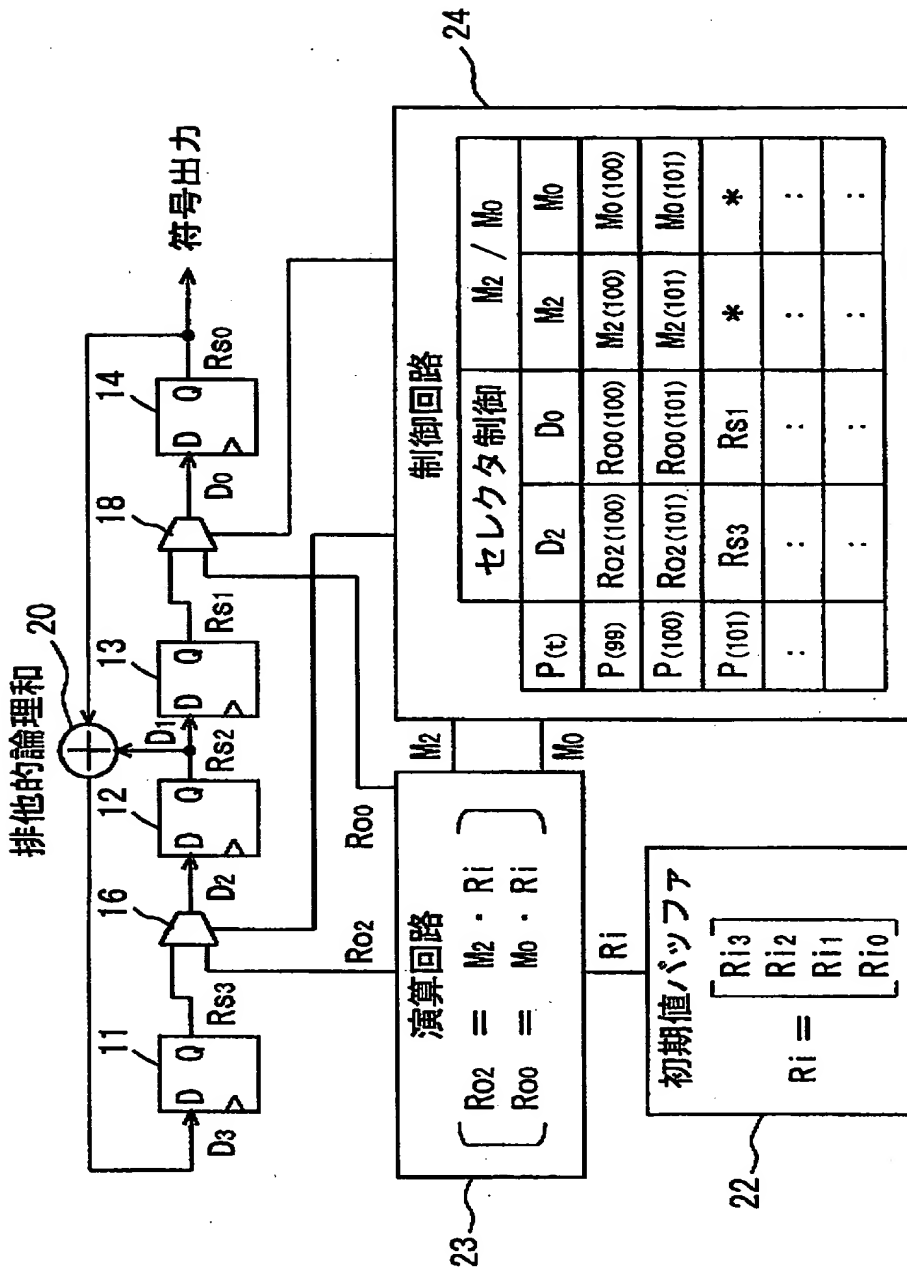 排他的論理和
20
11
D Q
D3
Rs3
16
D2
12
D Q
Rs2
D1
13
D Q
Rs1
18
D0
14
D Q
Rs0
符号出力
Ro2
Ro0
演算回路
Ro2 = M2 · Ri
Ro0 = M0 · Ri
23
M2
M0
Ri
初期値バッファ
Ri =
Ri3
Ri2
Ri1
Ri0
22
制御回路
24
セレクタ制御 M2 / M0
P(t) D2 D0 M2 M0
P(99) Ro2(100) Ro0(100) M2(100) M0(100)
P(100) Ro2(101) Ro0(101) M2(101) M0(101)
P(101) Rs3 Rs1 * *
: : : : :
: : : :